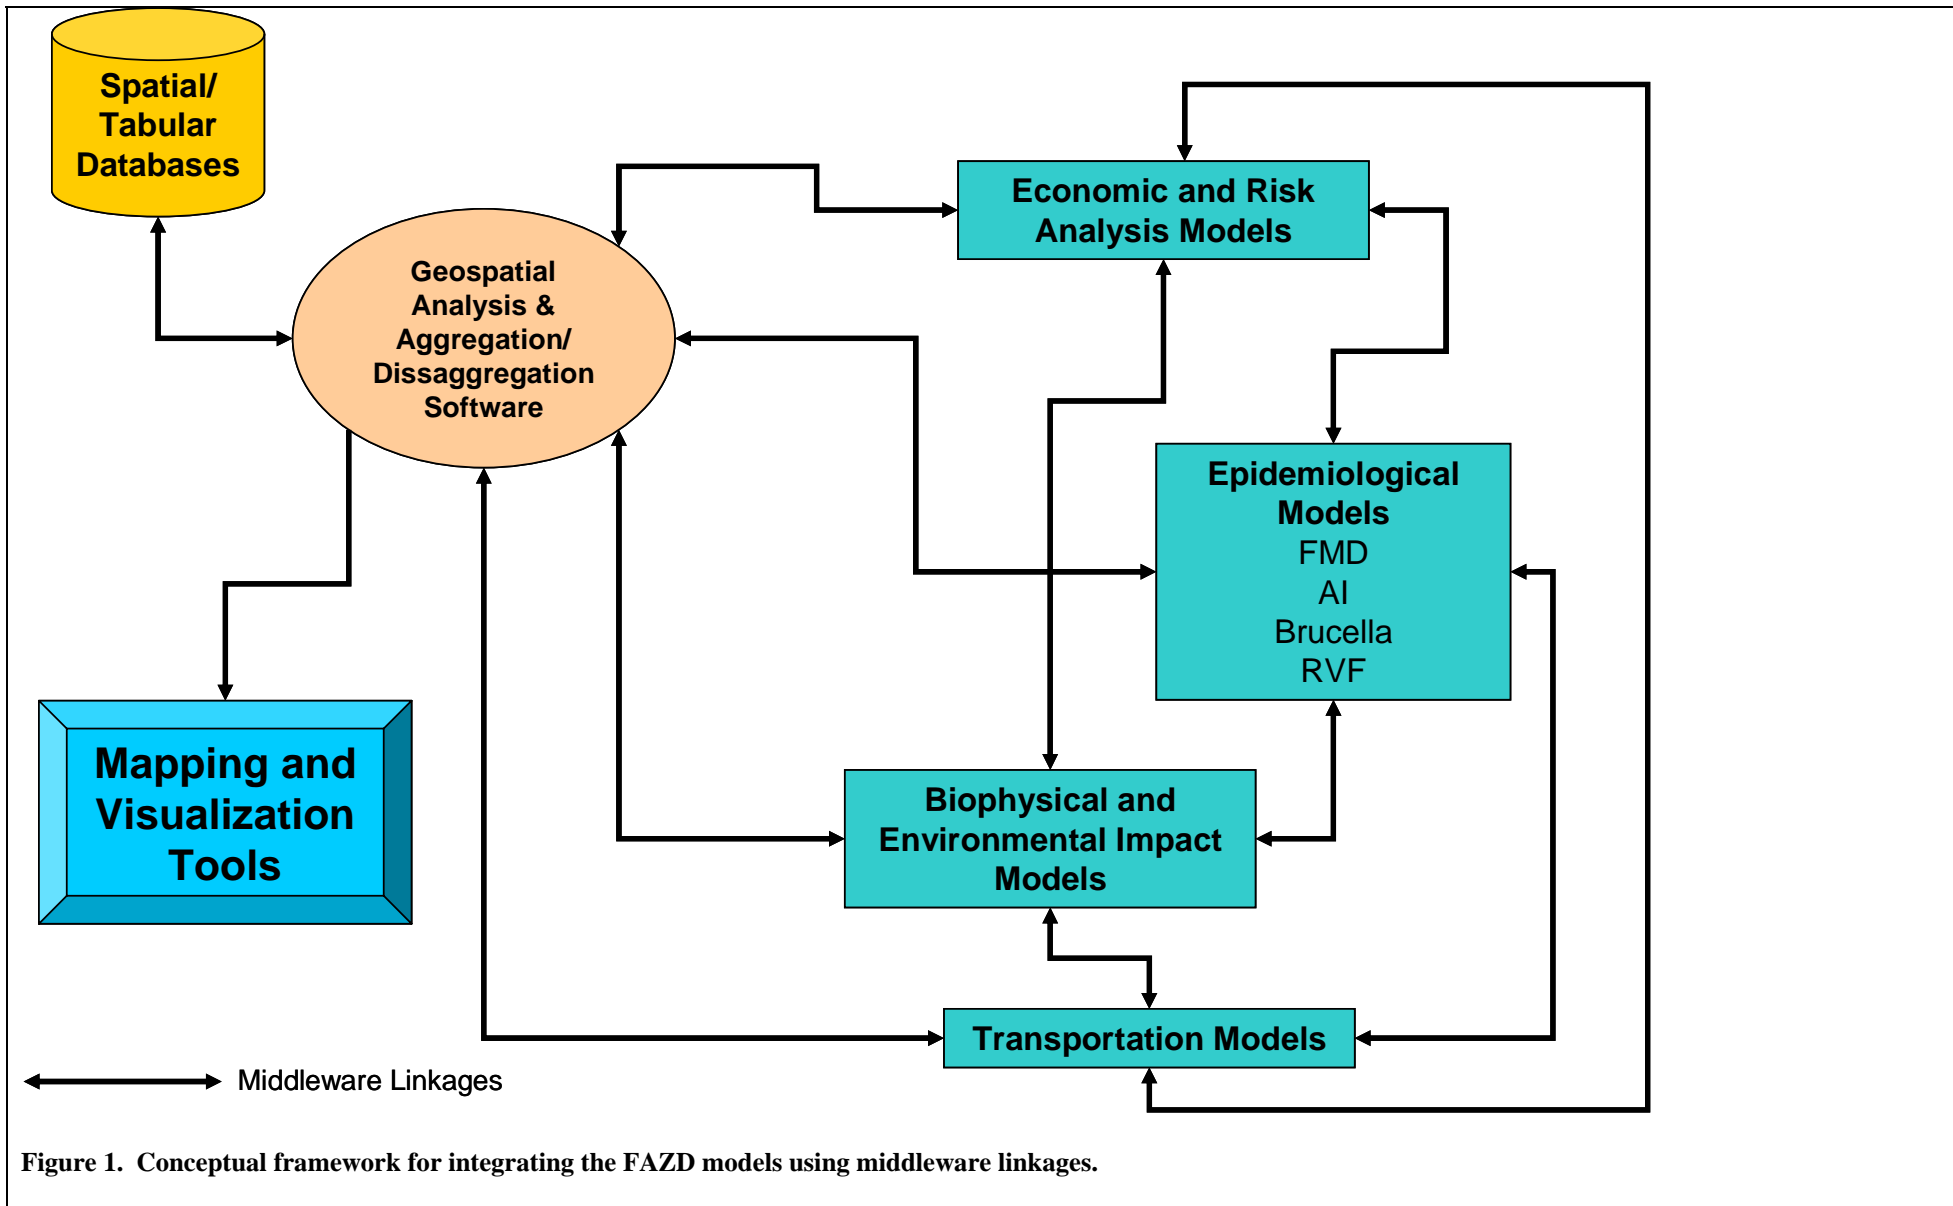 Spatial/
Tabular
Databases
Geospatial
Analysis &
Aggregation/
Dissaggregation
Software
Economic and Risk
Analysis Models
Epidemiological
Models
FMD
AI
Brucella
RVF
Mapping and
Visualization
Tools
Biophysical and
Environmental Impact
Models
Transportation Models
Middleware Linkages
Figure 1.  Conceptual framework for integrating the FAZD models using middleware linkages.